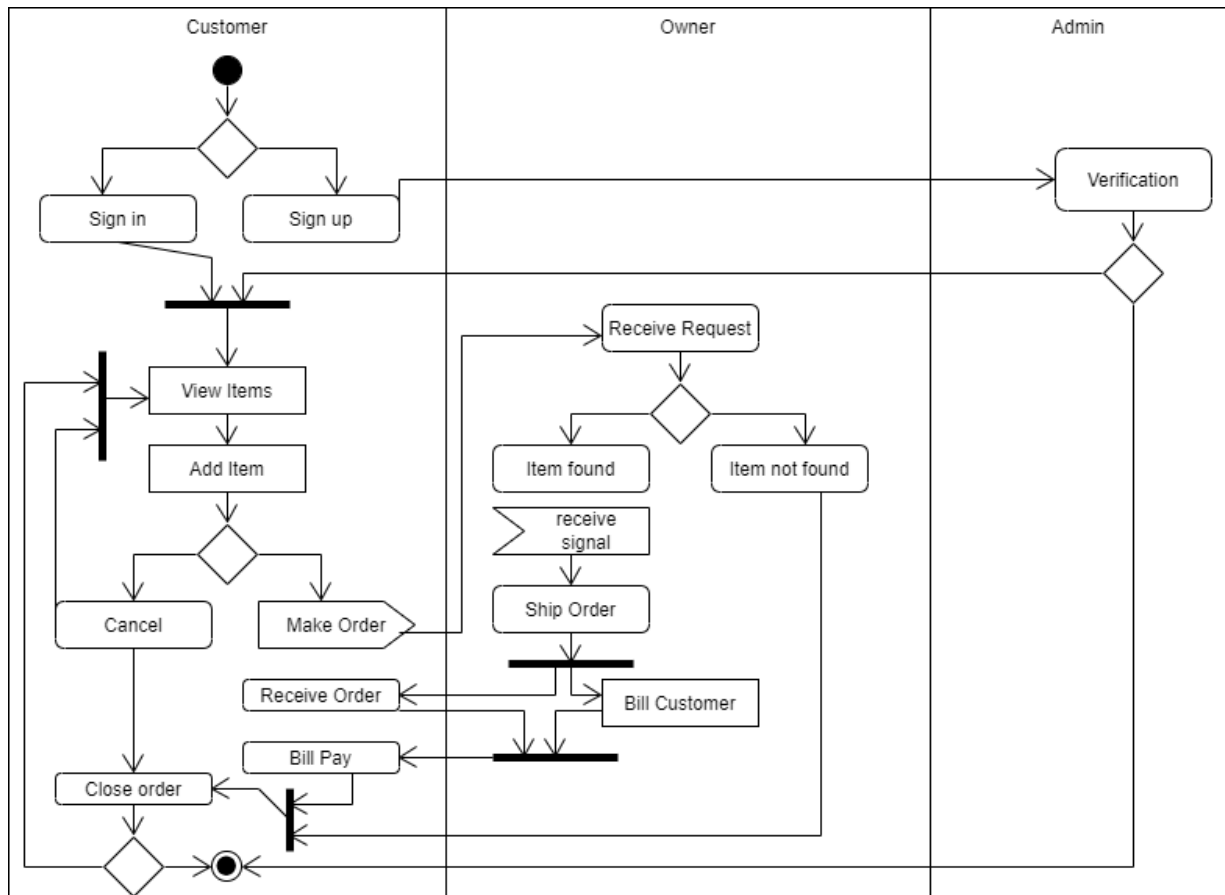 Customer
Owner
Admin
Verification
Sign in
Sign up
Receive Request
View Items
Add Item
Item found
Item not found
receive
signal
Ship Order
Cancel
Make Order
Receive Order
Bill Customer
Bill Pay
Close order